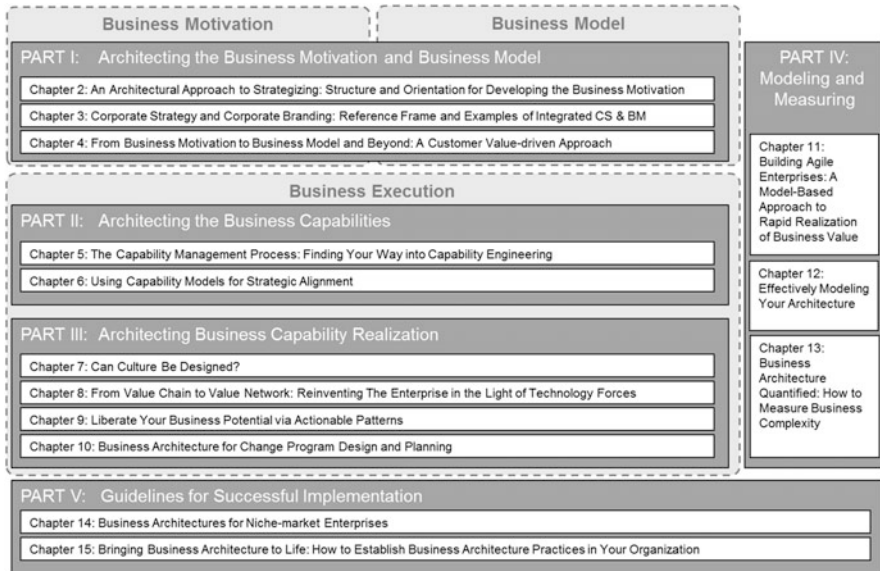 Business Motivation
Business Model
PART I: Architecting the Business Motivation and Business Model
Chapter 2: An Architectural Approach to Strategizing: Structure and Orientation for Developing the Business Motivation
Chapter 3: Corporate Strategy and Corporate Branding: Reference Frame and Examples of Integrated CS & BM
Chapter 4: From Business Motivation to Business Model and Beyond: A Customer Value-driven Approach
Business Execution
PART II: Architecting the Business Capabilities
Chapter 5: The Capability Management Process: Finding Your Way into Capability Engineering
Chapter 6: Using Capability Models for Strategic Alignment
PART III: Architecting Business Capability Realization
Chapter 7: Can Culture Be Designed?
Chapter 8: From Value Chain to Value Network: Reinventing The Enterprise in the Light of Technology Forces
Chapter 9: Liberate Your Business Potential via Actionable Patterns
Chapter 10: Business Architecture for Change Program Design and Planning
PART IV:
Modeling and
Measuring
Chapter 11:
Building Agile
Enterprises: A
Model-Based
Approach to
Rapid Realization
of Business Value
Chapter 12:
Effectively Modeling
Your Architecture
Chapter 13:
Business
Architecture
Quantified: How to
Measure Business
Complexity
PART V: Guidelines for Successful Implementation
Chapter 14: Business Architectures for Niche-market Enterprises
Chapter 15: Bringing Business Architecture to Life: How to Establish Business Architecture Practices in Your Organization